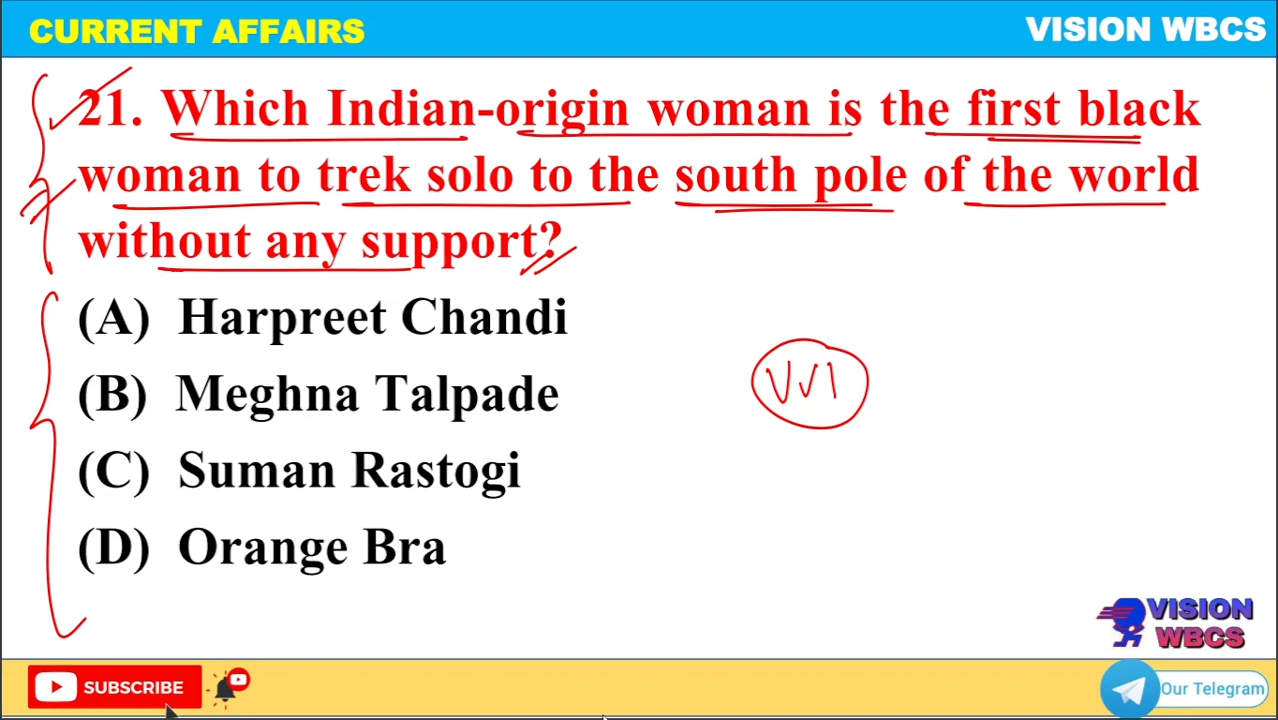 CURRENT AFFAIRS
VISION WBCS
21. Which Indian-origin woman is the first black
woman to trek solo to the south pole of the world
without any support?
(A) Harpreet Chandi
(B) Meghna Talpade
VVI
(C) Suman Rastogi
(D) Orange Bra
VISION
WBCS
SUBSCRIBE
Our Telegram